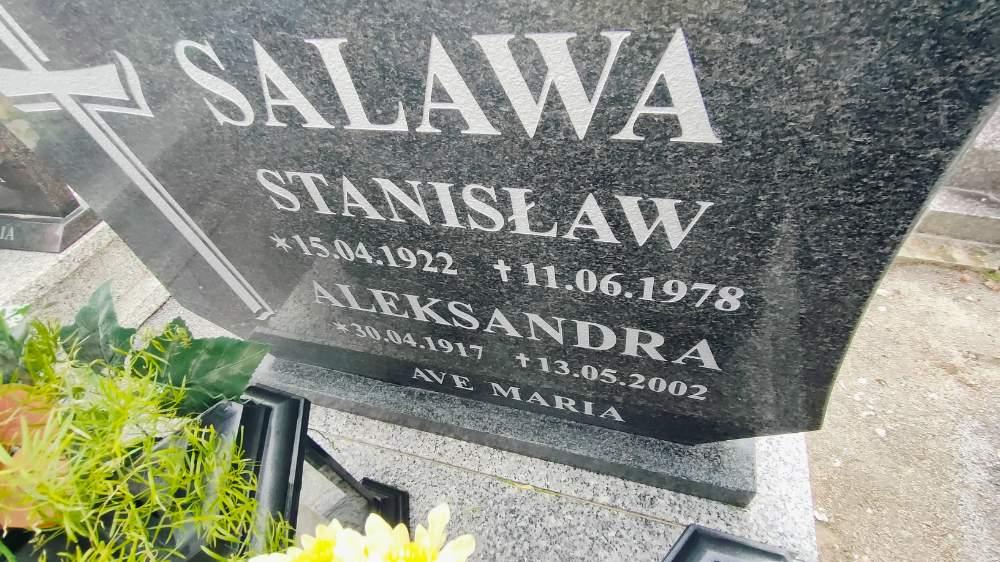 SALAWA
STANISŁAW
*15.04.1922 †11.06.1978
ALEKSANDRA
*30.04.1917 †13.05.2002
AVE MARIA